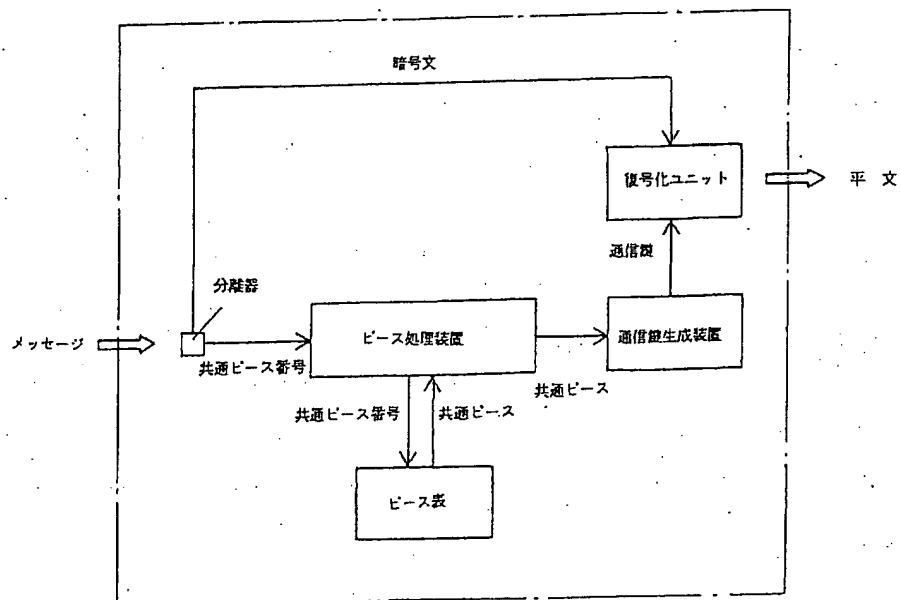 暗号文
復号化ユニット
平 文
通信鍵
分離器
メッセージ
ピース処理装置
通信鍵生成装置
共通ピース番号
共通ピース
共通ピース番号
共通ピース
ピース表